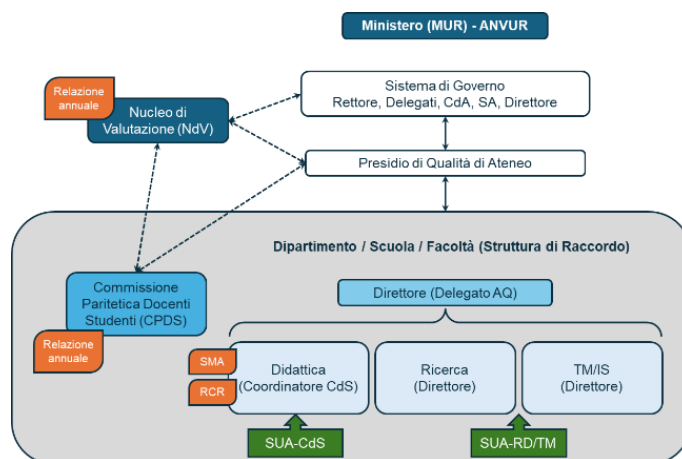 Ministero (MUR) - ANVUR
Relazione
annuale
Nucleo di
Valutazione (NdV)
Sistema di Governo
Rettore, Delegati, CdA, SA, Direttore
Presidio di Qualità di Ateneo
Dipartimento / Scuola / Facoltà (Struttura di Raccordo)
Commissione
Paritetica Docenti
Studenti (CPDS)
Relazione
annuale
Direttore (Delegato AQ)
SMA
RCR
Didattica
(Coordinatore CdS)
Ricerca
(Direttore)
TM/IS
(Direttore)
SUA-CdS
SUA-RD/TM